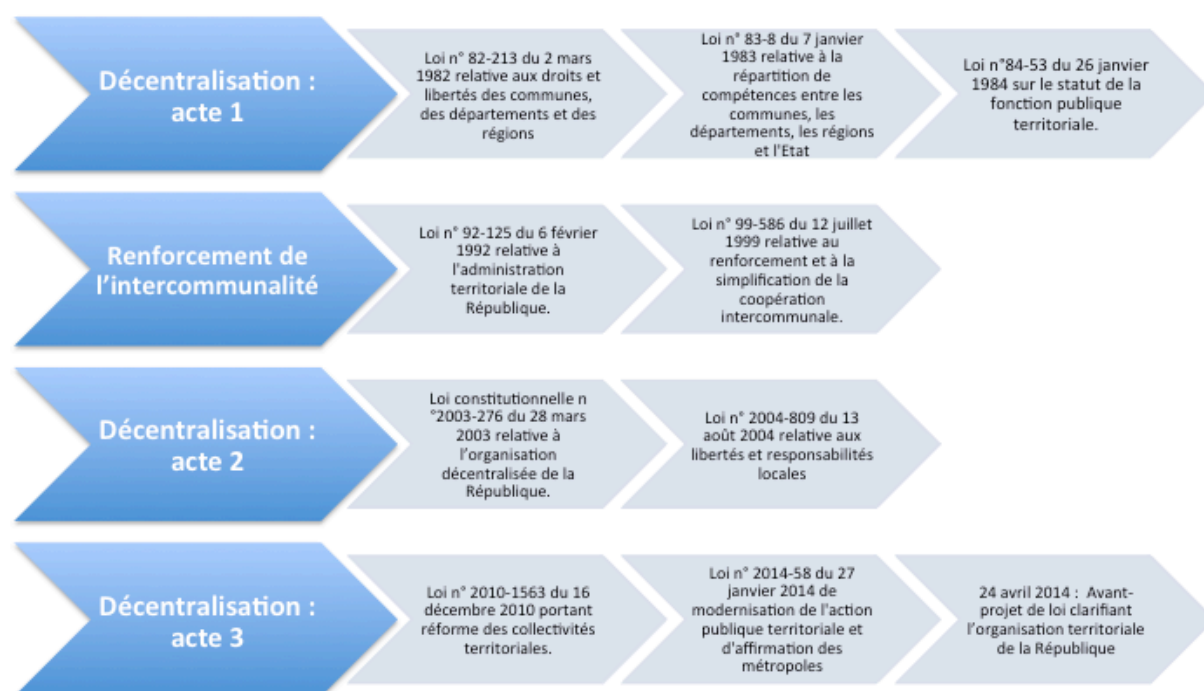 Décentralisation :
acte 1
Loi n° 82-213 du 2 mars
1982 relative aux droits et
libertés des communes,
des départements et des
régions
Loi n° 83-8 du 7 janvier
1983 relative à la
répartition de
compétences entre les
communes, les
départements, les régions
et l'Etat
Loi n°84-53 du 26 janvier
1984 sur le statut de la
fonction publique
territoriale.
Renforcement de
l'intercommunalité
Loi n° 92-125 du 6 février
1992 relative à
l'administration
territoriale de la
République.
Loi n° 99-586 du 12 juillet
1999 relative au
renforcement et à la
simplification de la
coopération
intercommunale.
Décentralisation :
acte 2
Loi constitutionnelle n
°2003-276 du 28 mars
2003 relative à
l'organisation
décentralisée de la
République.
Loi n° 2004-809 du 13
août 2004 relative aux
libertés et responsabilités
locales
Décentralisation :
acte 3
Loi n° 2010-1563 du 16
décembre 2010 portant
réforme des collectivités
territoriales.
Loi n° 2014-58 du 27
janvier 2014 de
modernisation de l'action
publique territoriale et
d'affirmation des
métropoles
24 avril 2014 : Avant-
projet de loi clarifiant
l'organisation territoriale
de la République